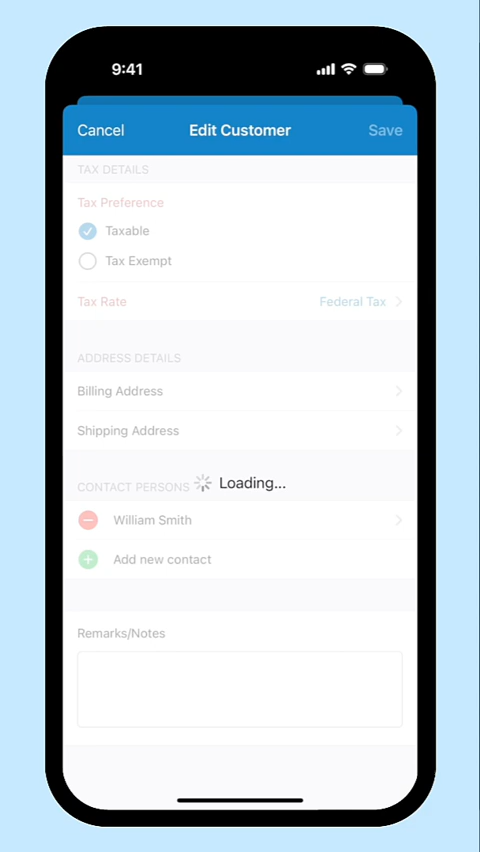 9:41
Cancel Edit Customer Save
TAX DETAILS
Tax Preference
Taxable
Tax Exempt
Tax Rate Federal Tax
ADDRESS DETAILS
Billing Address
Shipping Address
CONTACT PERSONS Loading...
William Smith
Add new contact
Remarks/Notes